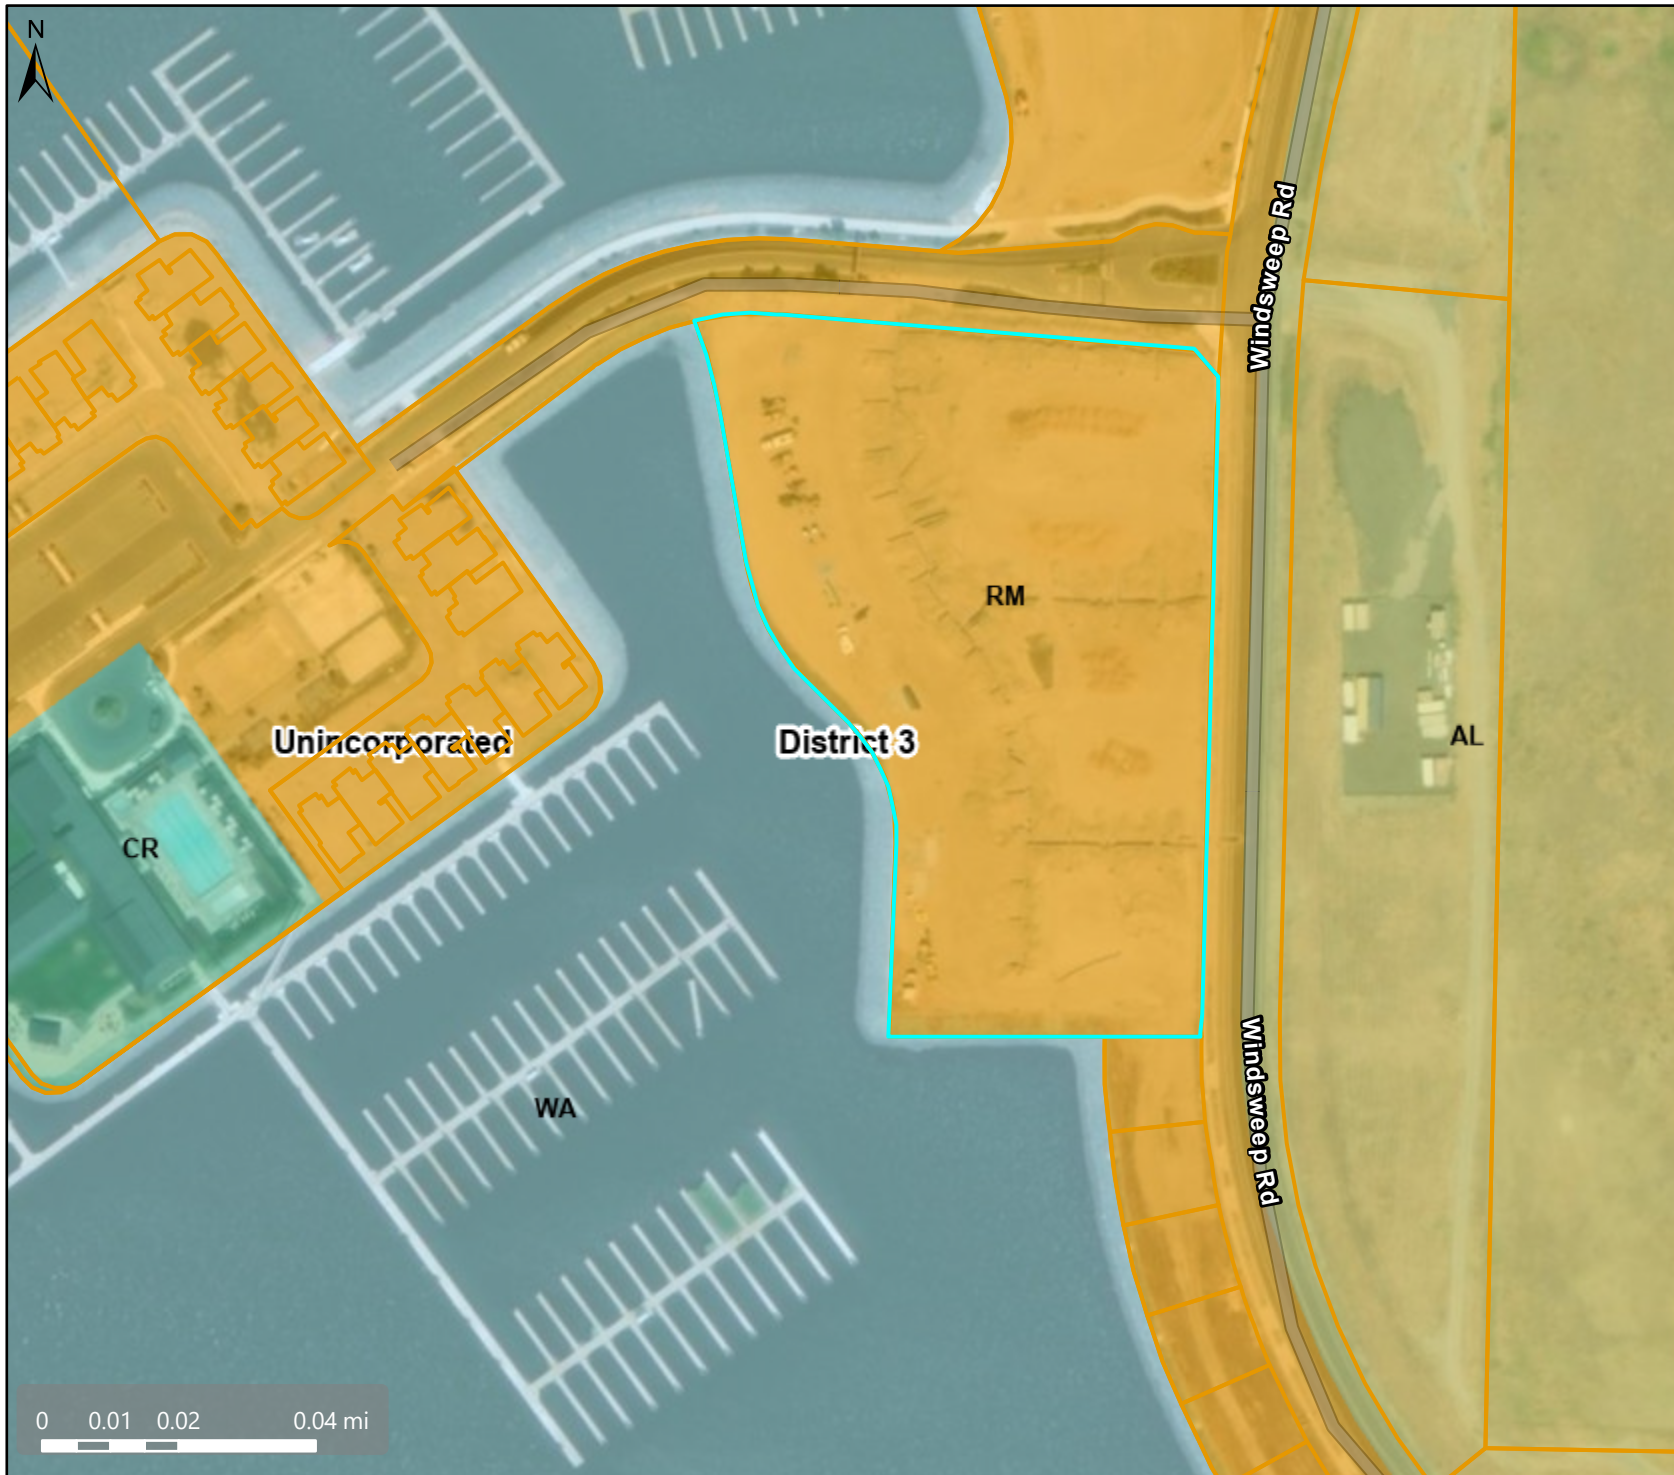 N
Windsweep Rd
RM
AL
Unincorporated
District 3
CR
Windsweep Rd
WA
0 0.01 0.02 0.04 mi